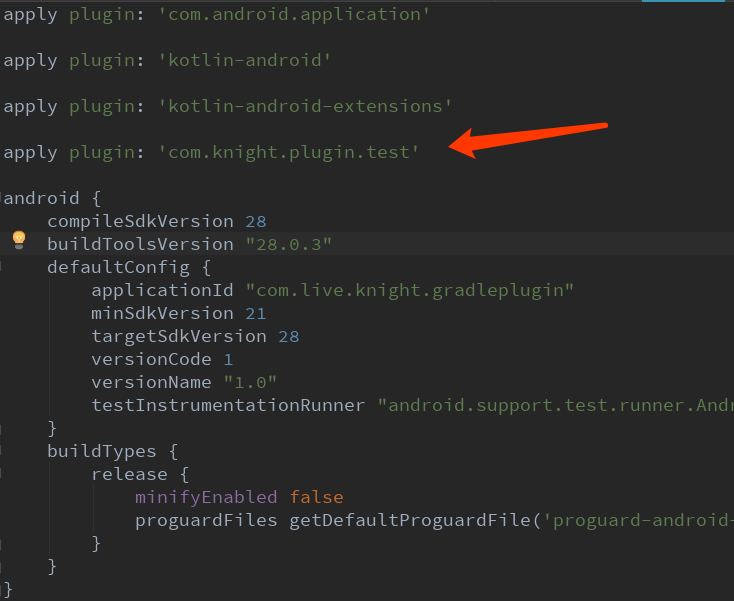 apply plugin: 'com.android.application'
apply plugin: 'kotlin-android'
apply plugin: 'kotlin-android-extensions'
apply plugin: 'com.knight.plugin.test'
android {
    compileSdkVersion 28
    buildToolsVersion "28.0.3"
    defaultConfig {
        applicationId "com.live.knight.gradleplugin"
        minSdkVersion 21
        targetSdkVersion 28
        versionCode 1
        versionName "1.0"
        testInstrumentationRunner "android.support.test.runner.Andr
    }
    buildTypes {
        release {
            minifyEnabled false
            proguardFiles getDefaultProguardFile('proguard-android-
        }
    }
}